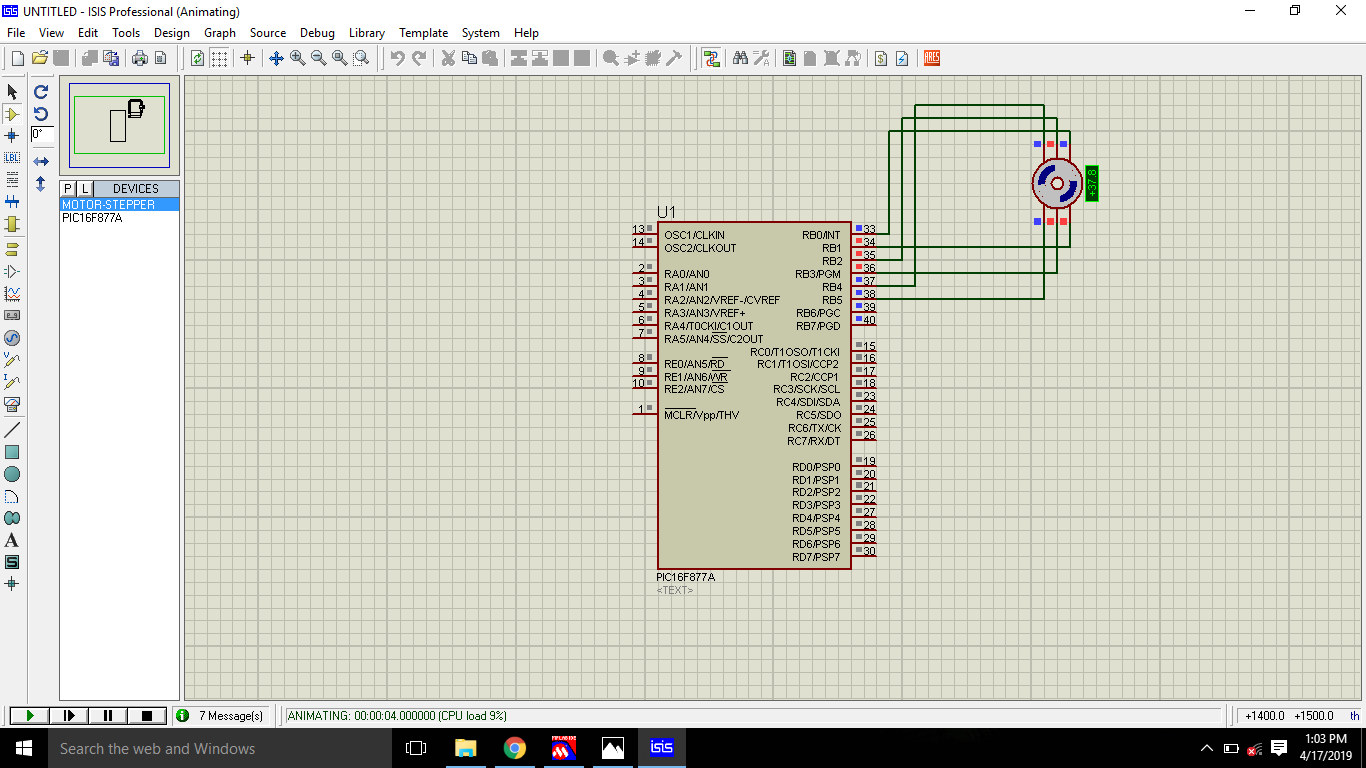 UNTITLED - ISIS Professional (Animating)
File View Edit Tools Design Graph Source Debug Library Template System Help
ARES
0°
LBL
P L DEVICES
MOTOR-STEPPER
PIC16F877A
A
S
+37.8
U1
13 OSC1/CLKIN RB0/INT 33
14 OSC2/CLKOUT RB1 34
RB2 35
2 RA0/AN0 RB3/PGM 36
3 RA1/AN1 RB4 37
4 RA2/AN2/VREF-/CVREF RB5 38
5 RA3/AN3/VREF+ RB6/PGC 39
6 RA4/T0CKI/C1OUT RB7/PGD 40
7 RA5/AN4/SS/C2OUT
RC0/T1OSO/T1CKI 15
8 RE0/AN5/RD RC1/T1OSI/CCP2 16
9 RE1/AN6/WR RC2/CCP1 17
10 RE2/AN7/CS RC3/SCK/SCL 18
RC4/SDI/SDA 23
1 MCLR/Vpp/THV RC5/SDO 24
RC6/TX/CK 25
RC7/RX/DT 26
RD0/PSP0 19
RD1/PSP1 20
RD2/PSP2 21
RD3/PSP3 22
RD4/PSP4 27
RD5/PSP5 28
RD6/PSP6 29
RD7/PSP7 30
PIC16F877A
<TEXT>
7 Message(s) ANIMATING: 00:00:04.000000 (CPU load 9%) +1400.0 +1500.0 th
Search the web and Windows
MPLAB IDE
isis
1:03 PM
4/17/2019